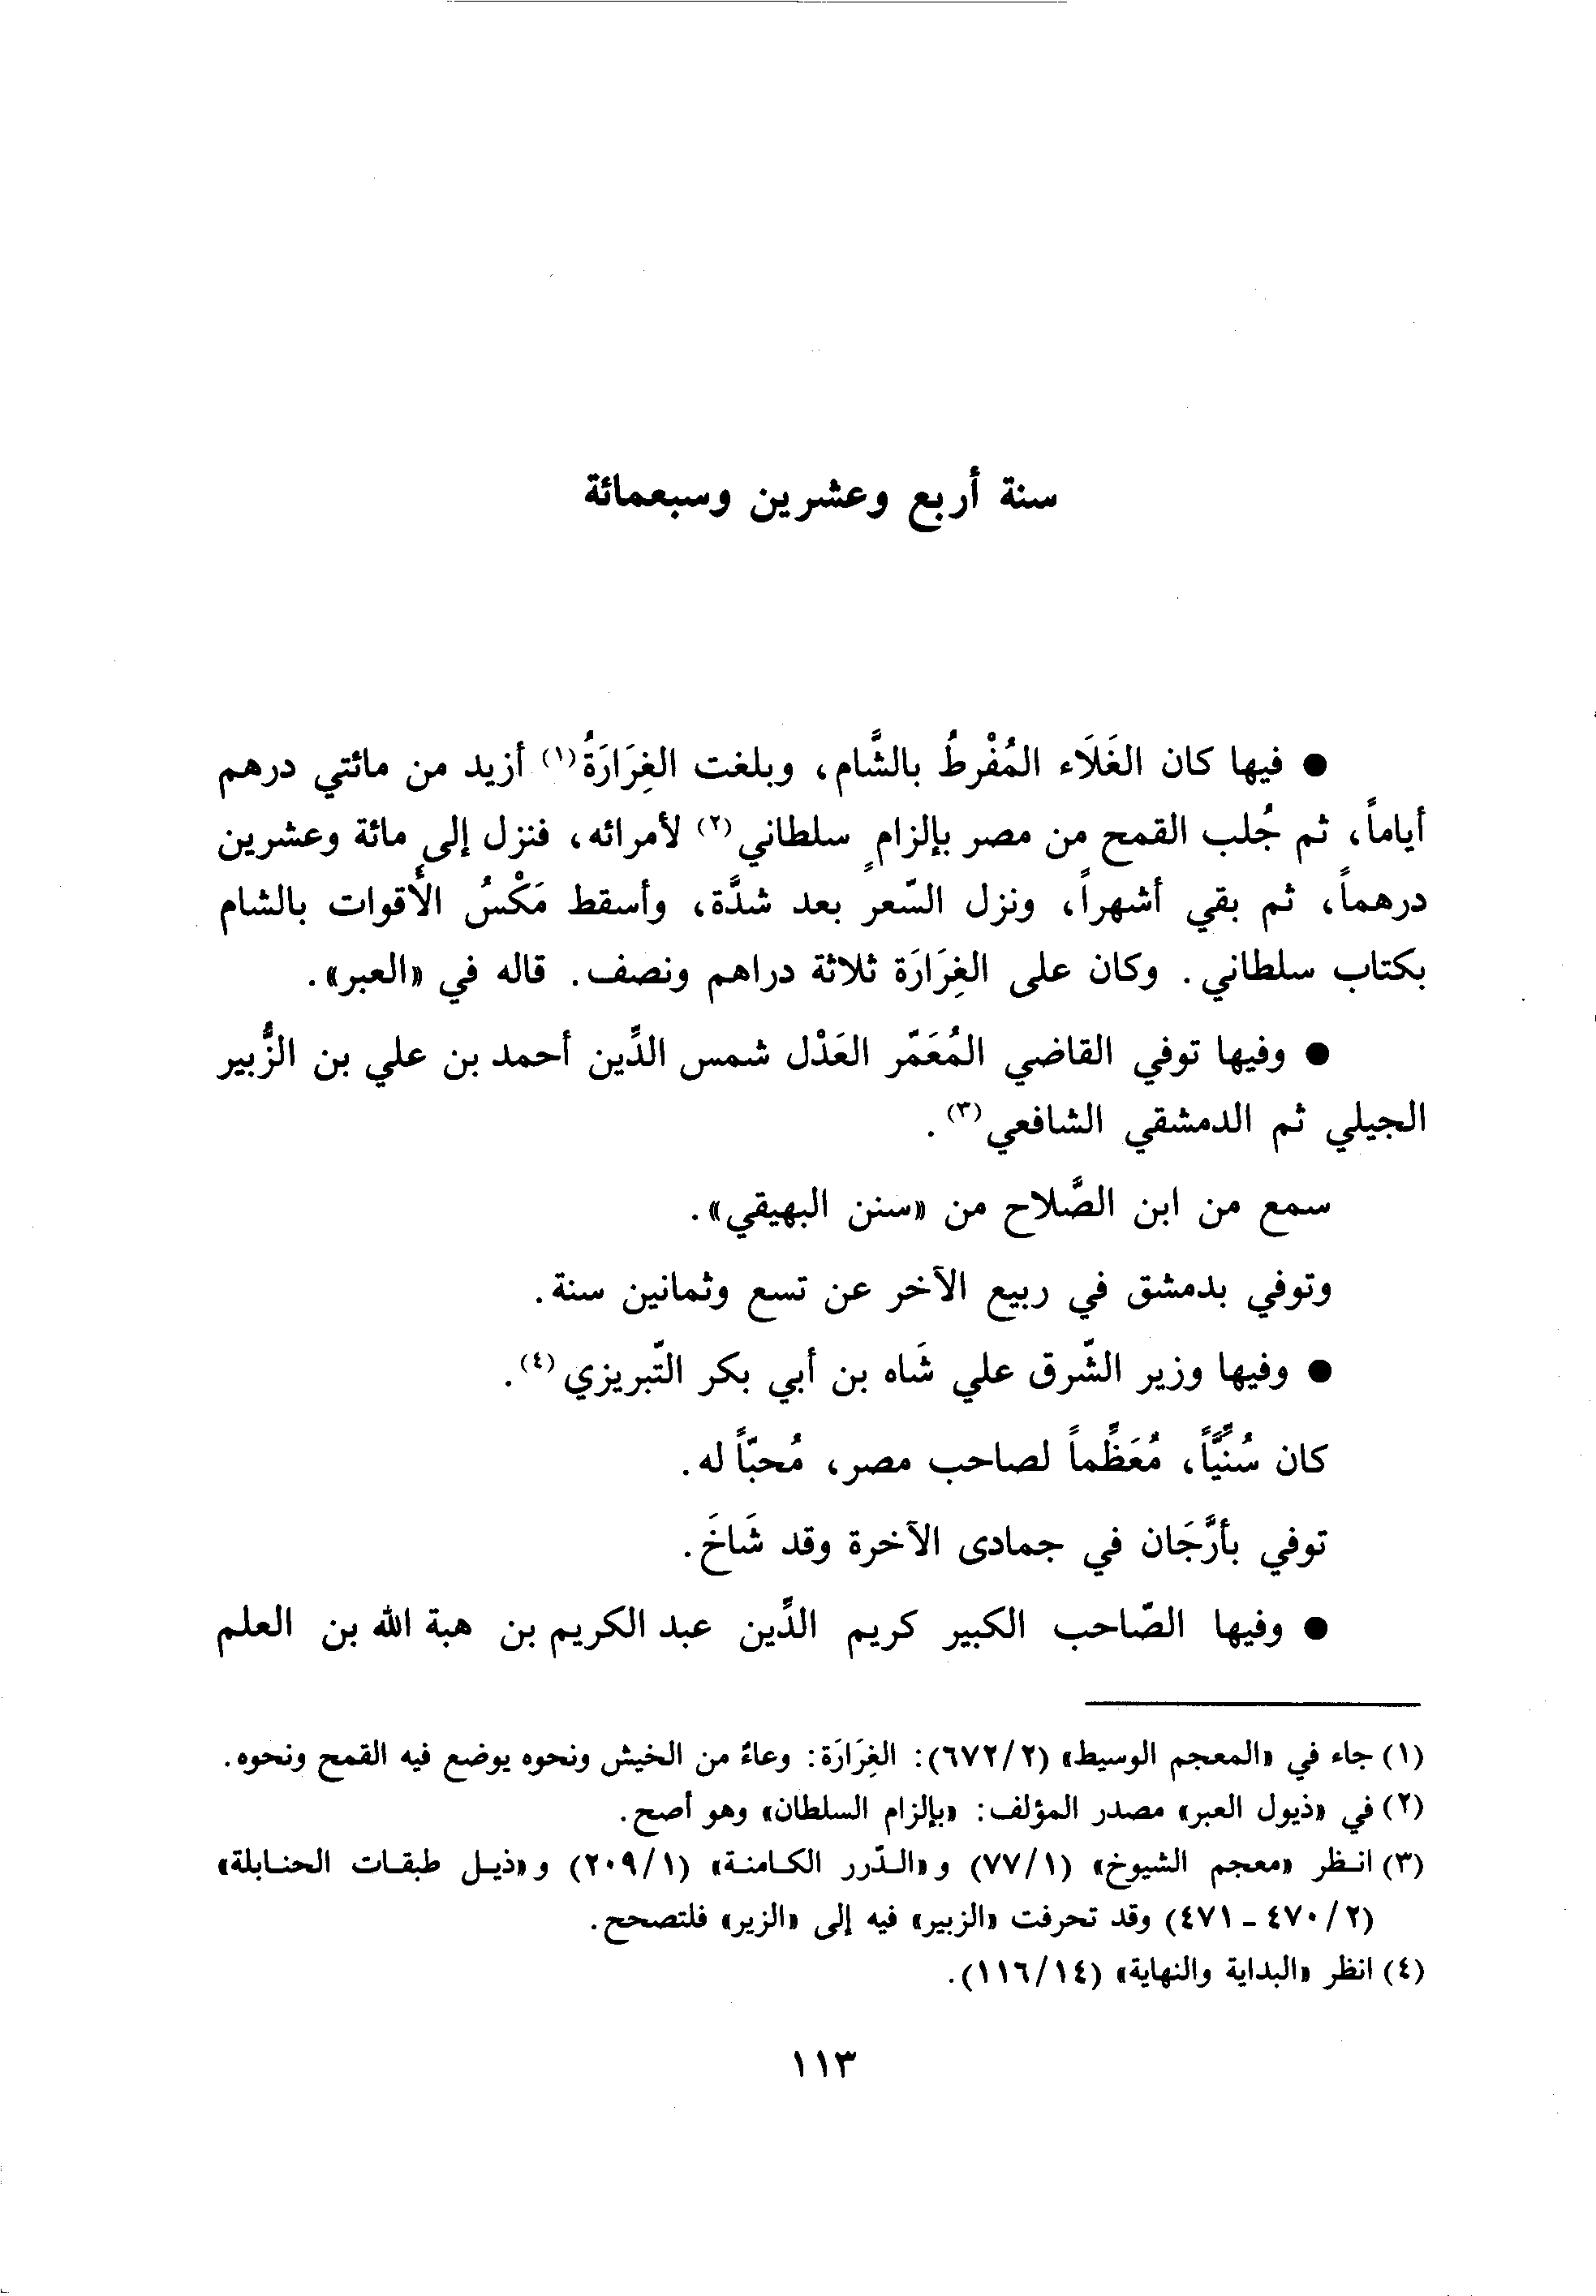 سنة أربع وعشرين وسبعمائة
● فيها كان الغَلَاء المُفْرطُ بالشَّام، وبلغت الغِرَارَةُ(١) أزيد من مائتي درهم
أياماً، ثم جُلب القمح من مصر بإلزامٍ سلطاني(٢) لأمرائه، فنزل إلى مائة وعشرين
درهماً، ثم بقي أشهراً، ونزل السّعر بعد شدَّة، وأسقط مَكْسُ الأَقوات بالشام
بكتاب سلطاني. وكان على الغِرَارَة ثلاثة دراهم ونصف. قاله في «العبر».
● وفيها توفي القاضي المُعَمّر العَدْل شمس الدِّين أحمد بن علي بن الزُّبير
الجيلي ثم الدمشقي الشافعي(٣).
سمع من ابن الصَّلاح من «سنن البهيقي».
وتوفي بدمشق في ربيع الآخر عن تسع وثمانين سنة.
● وفيها وزير الشّرق علي شَاه بن أبي بكر التّبريزي(٤).
كان سُنِّيَّاً، مُعَظِّماً لصاحب مصر، مُحبّاً له.
توفي بأرَّجَان في جمادى الآخرة وقد شَاخَ.
● وفيها الصّاحب الكبير كريم الدِّين عبد الكريم بن هبة الله بن العلم
(١) جاء في «المعجم الوسيط» (٦٧٢/٢): الغِرَارَة: وعاءٌ من الخيش ونحوه يوضع فيه القمح ونحوه.
(٢) في «ذيول العبر» مصدر المؤلف: «بإلزام السلطان» وهو أصح.
(٣) انظر «معجم الشيوخ» (٧٧/١) و«الدّرر الكامنة» (٢٠٩/١) و«ذيل طبقات الحنابلة»
(٤٧٠/٢ - ٤٧١) وقد تحرفت «الزبير» فيه إلى «الزير» فلتصحح.
(٤) انظر «البداية والنهاية» (١١٦/١٤).
١١٣